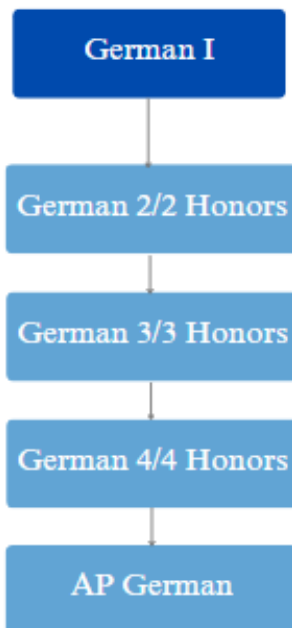 German I
German 2/2 Honors
German 3/3 Honors
German 4/4 Honors
AP German